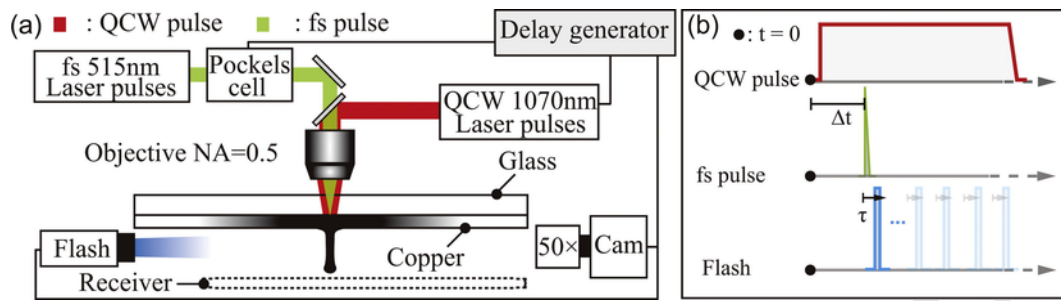 (a)
: QCW pulse
: fs pulse
Delay generator
fs 515nm
Laser pulses
Pockels
cell
QCW 1070nm
Laser pulses
Objective NA=0.5
Glass
Flash
Copper
50×
Cam
Receiver
(b)
: t = 0
QCW pulse
Δt
fs pulse
τ
...
Flash